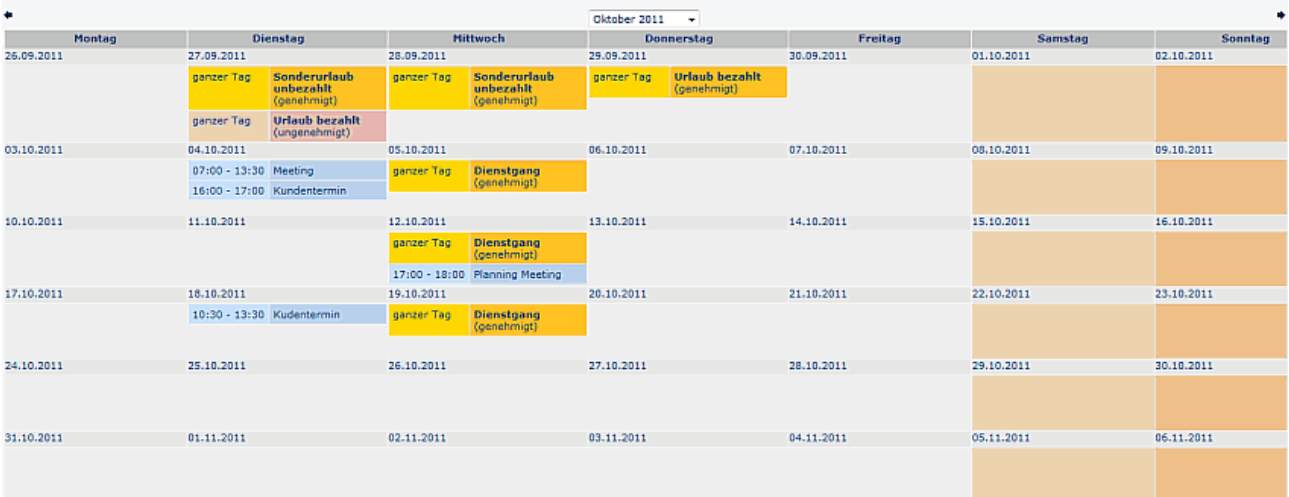 Oktober 2011
Montag Dienstag Mittwoch Donnerstag Freitag Samstag Sonntag
26.09.2011 27.09.2011 28.09.2011 29.09.2011 30.09.2011 01.10.2011 02.10.2011
ganzer Tag Sonderurlaub ganzer Tag Sonderurlaub ganzer Tag Urlaub bezahlt
unbezahlt unbezahlt (genehmigt)
(genehmigt) (genehmigt)
ganzer Tag Urlaub bezahlt
(ungenehmigt)
03.10.2011 04.10.2011 05.10.2011 06.10.2011 07.10.2011 08.10.2011 09.10.2011
07:00 - 13:30 Meeting ganzer Tag Dienstgang
(genehmigt)
16:00 - 17:00 Kundentermin
10.10.2011 11.10.2011 12.10.2011 13.10.2011 14.10.2011 15.10.2011 16.10.2011
ganzer Tag Dienstgang
(genehmigt)
17:00 - 18:00 Planning Meeting
17.10.2011 18.10.2011 19.10.2011 20.10.2011 21.10.2011 22.10.2011 23.10.2011
10:30 - 13:30 Kudentermin ganzer Tag Dienstgang
(genehmigt)
24.10.2011 25.10.2011 26.10.2011 27.10.2011 28.10.2011 29.10.2011 30.10.2011
31.10.2011 01.11.2011 02.11.2011 03.11.2011 04.11.2011 05.11.2011 06.11.2011